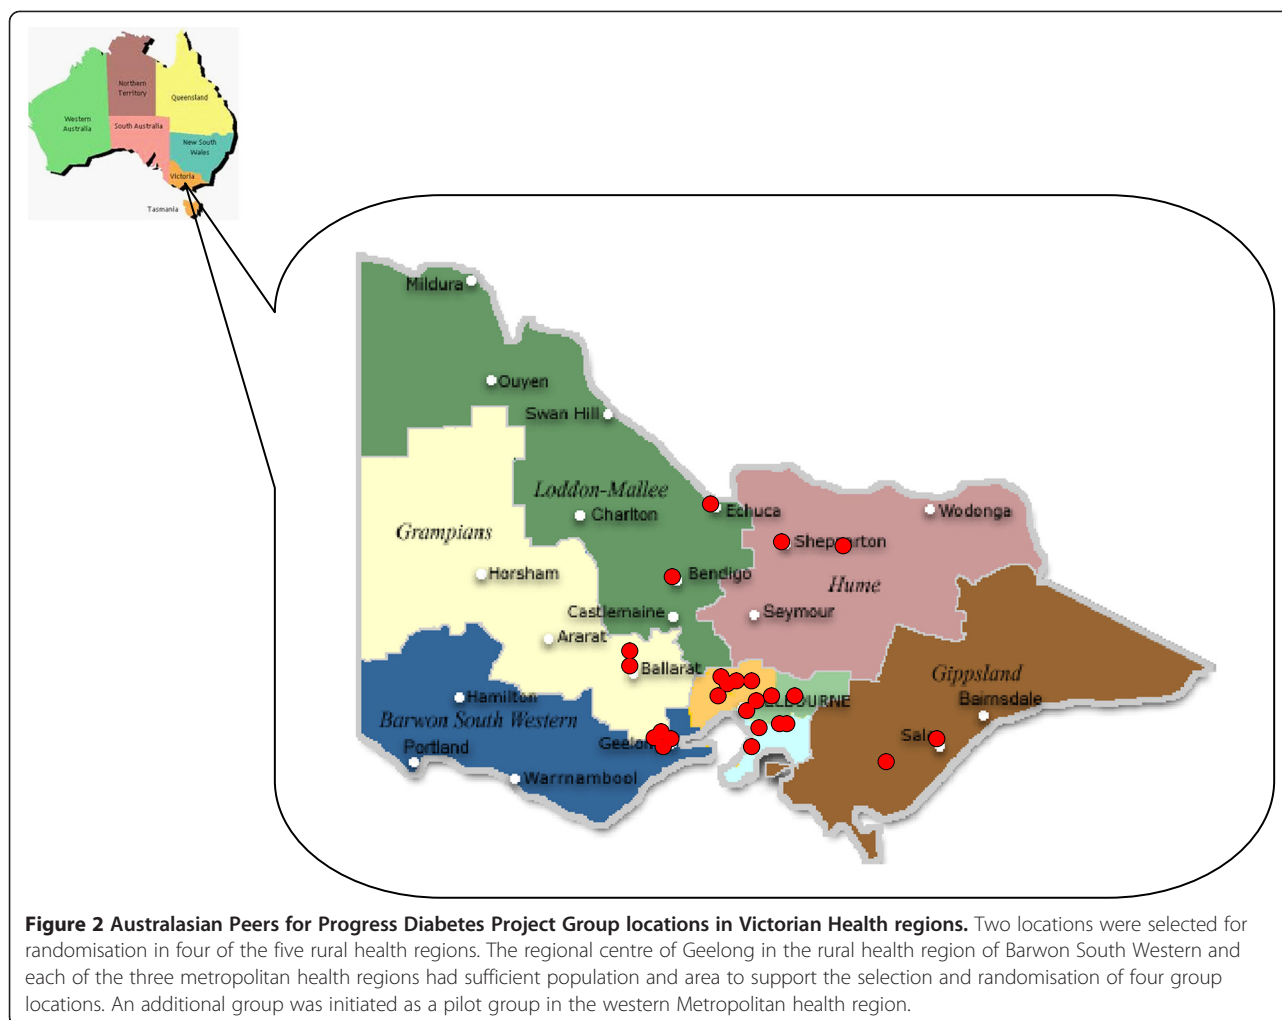 Northern
Territory
Queensland
Western
Australia
South Australia
New South
Wales
Victoria
Tasmania
Mildura
Ouyen
Swan Hill
Loddon-Mallee
Echuca
Charlton
Wodonga
Grampians
Shepparton
Horsham
Bendigo
Hume
Castlemaine
Seymour
Ararat
Ballarat
Gippsland
Hamilton
Bairnsdale
Barwon South Western
Sale
Geelong
Portland
Warrnambool
Figure 2 Australasian Peers for Progress Diabetes Project Group locations in Victorian Health regions. Two locations were selected for
randomisation in four of the five rural health regions. The regional centre of Geelong in the rural health region of Barwon South Western and
each of the three metropolitan health regions had sufficient population and area to support the selection and randomisation of four group
locations. An additional group was initiated as a pilot group in the western Metropolitan health region.